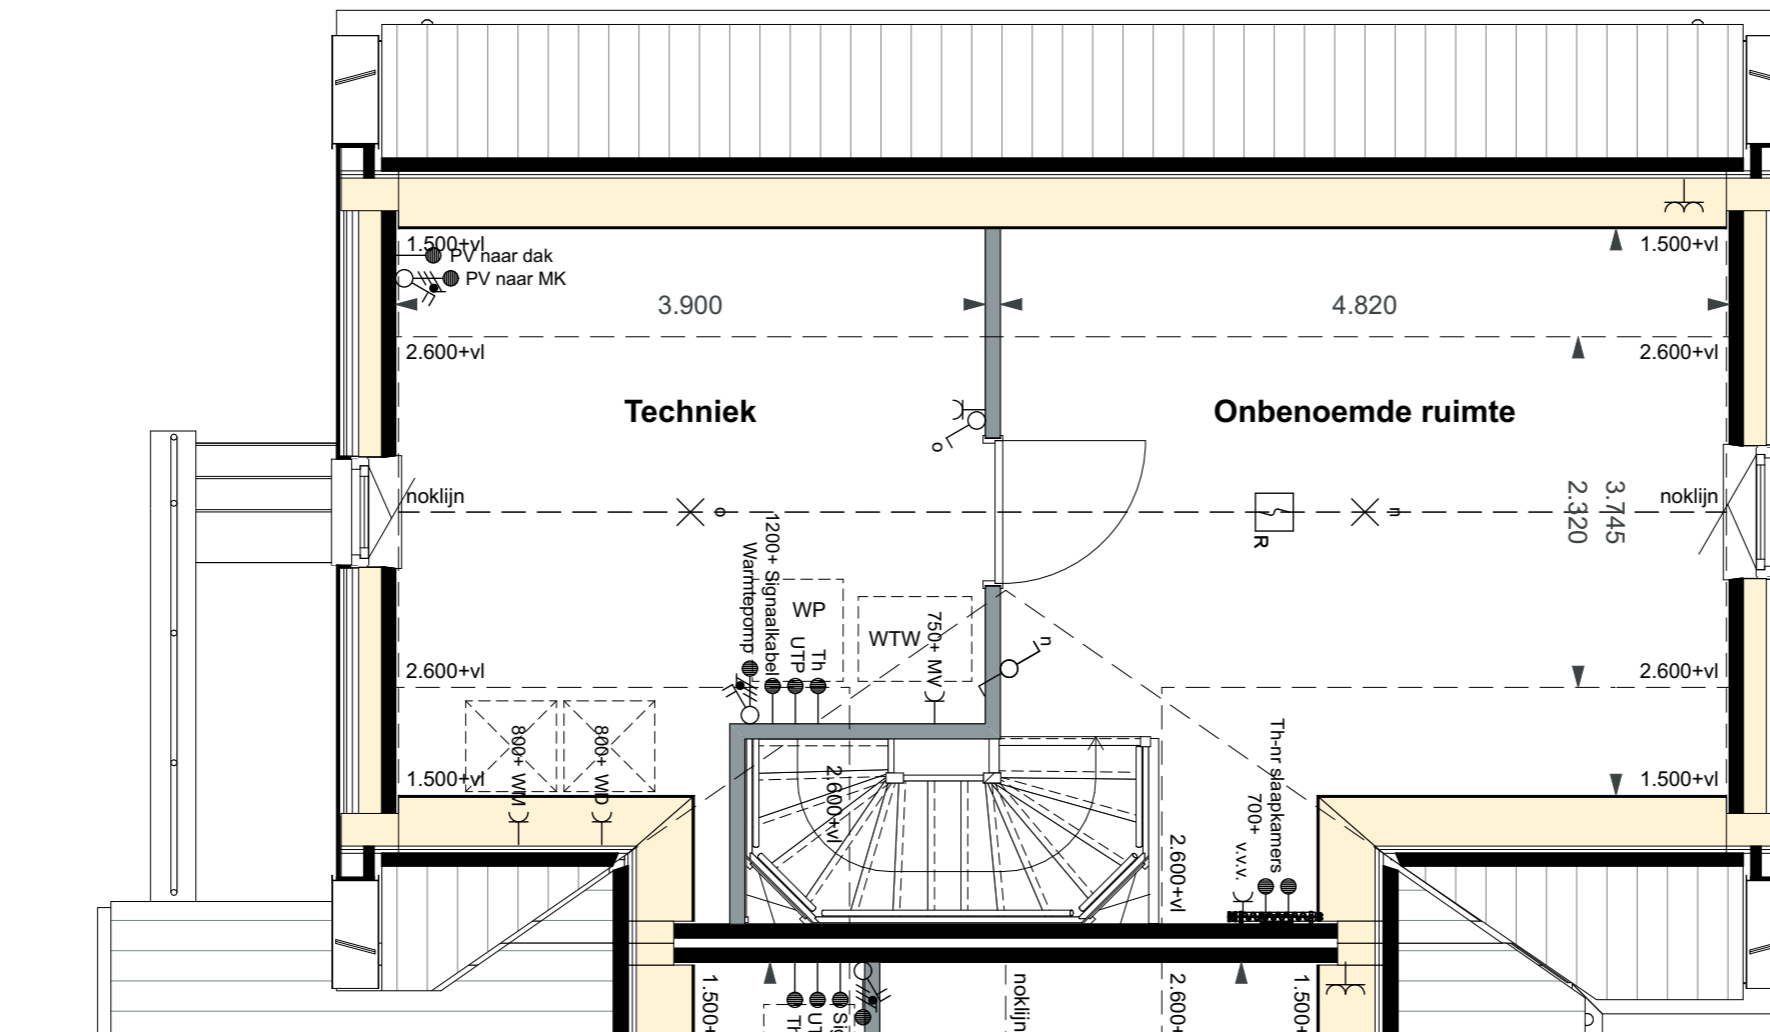 1.500+vl
PV naar dak
PV naar MK
1.500+vl
3.900
4.820
2.600+vl
2.600+vl
Techniek
Onbenoemde ruimte
o
noklijn
o
R
n
2.320
3.745
noklijn
Warmtepomp
1200+ Signaalkabel
WP
UTP
Th
WTW
750+ MV
n
2.600+vl
2.600+vl
800+ WM
800+ WD
1.500+vl
2.600+vl
2.600+vl
Th-nr slaapkamers
700+
v.v.v.
1.500+vl
1.500+
Th
UT
Sig
noklijn
2.600+
1.500+